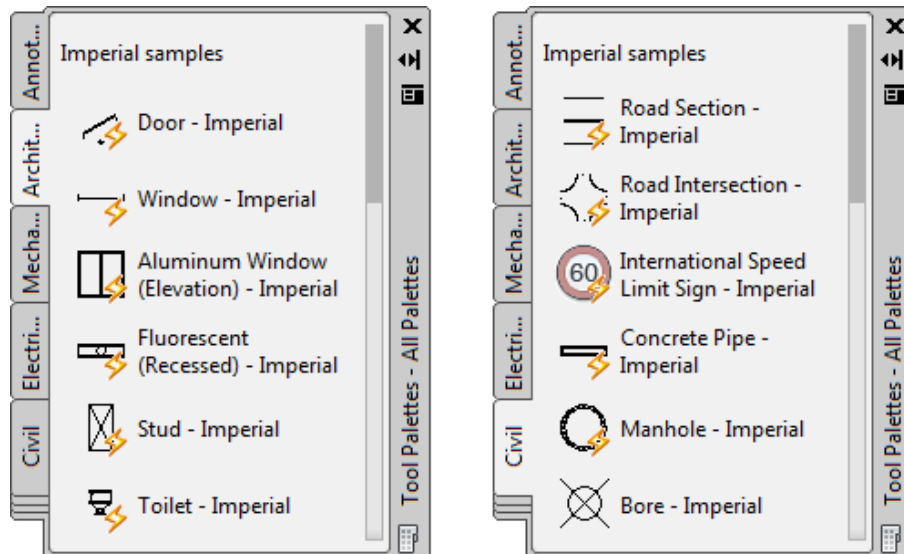 Annot...
Archit...
Mecha...
Electri...
Civil
Imperial samples
Door - Imperial
Window - Imperial
Aluminum Window
(Elevation) - Imperial
Fluorescent
(Recessed) - Imperial
Stud - Imperial
Toilet - Imperial
Tool Palettes - All Palettes
Annot...
Archit...
Mecha...
Electri...
Civil
Imperial samples
Road Section -
Imperial
Road Intersection -
Imperial
60
International Speed
Limit Sign - Imperial
Concrete Pipe -
Imperial
Manhole - Imperial
Bore - Imperial
Tool Palettes - All Palettes